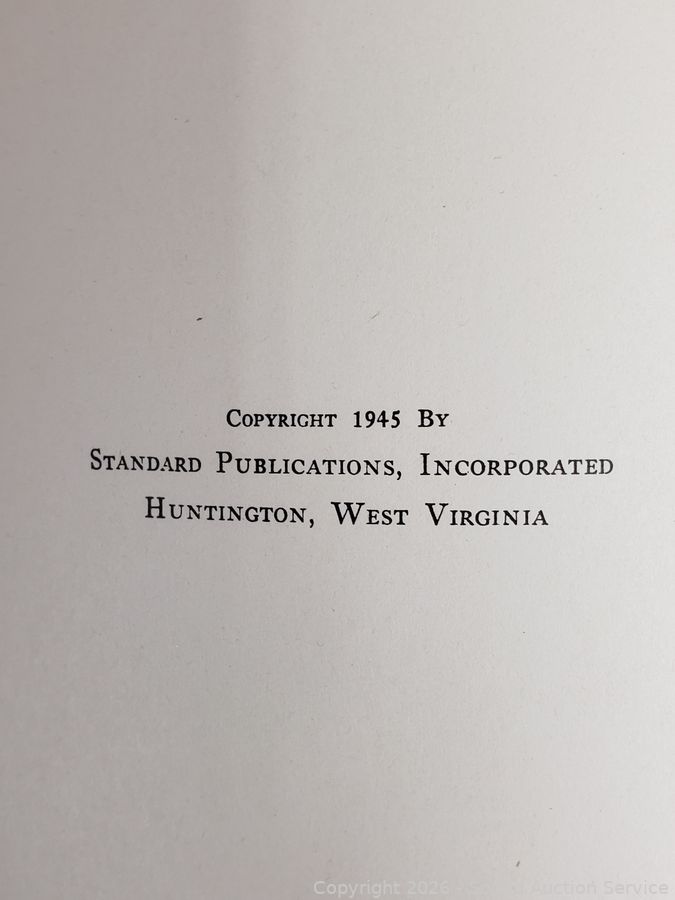 Copyright 1945 By
Standard Publications, Incorporated
Huntington, West Virginia
Copyright 2026 Auction Service